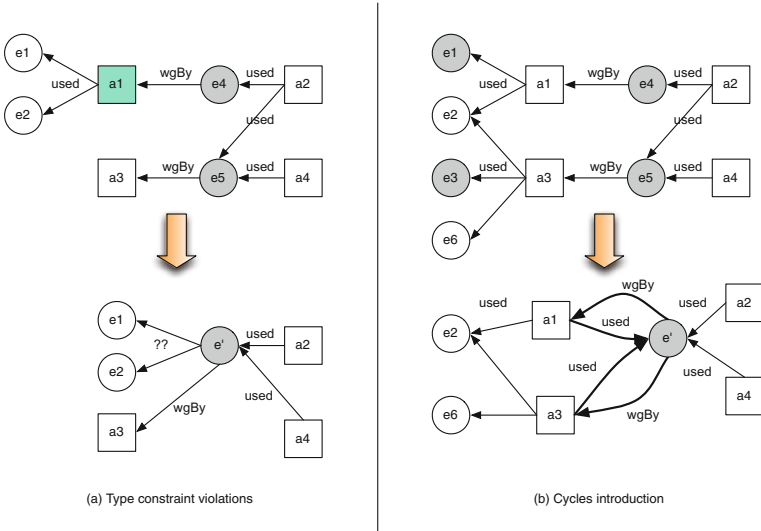 e1
used
e2
a1
wgBy
e4
used
a2
used
a3
wgBy
e5
used
a4
e1
??
e2
e'
used
a2
wgBy
used
a3
a4
(a) Type constraint violations
e1
e2
a1
wgBy
e4
used
a2
used
e3
used
a3
wgBy
e5
used
a4
e6
wgBy
used
a1
used
used
a2
e2
e'
used
used
a4
e6
a3
wgBy
(b) Cycles introduction